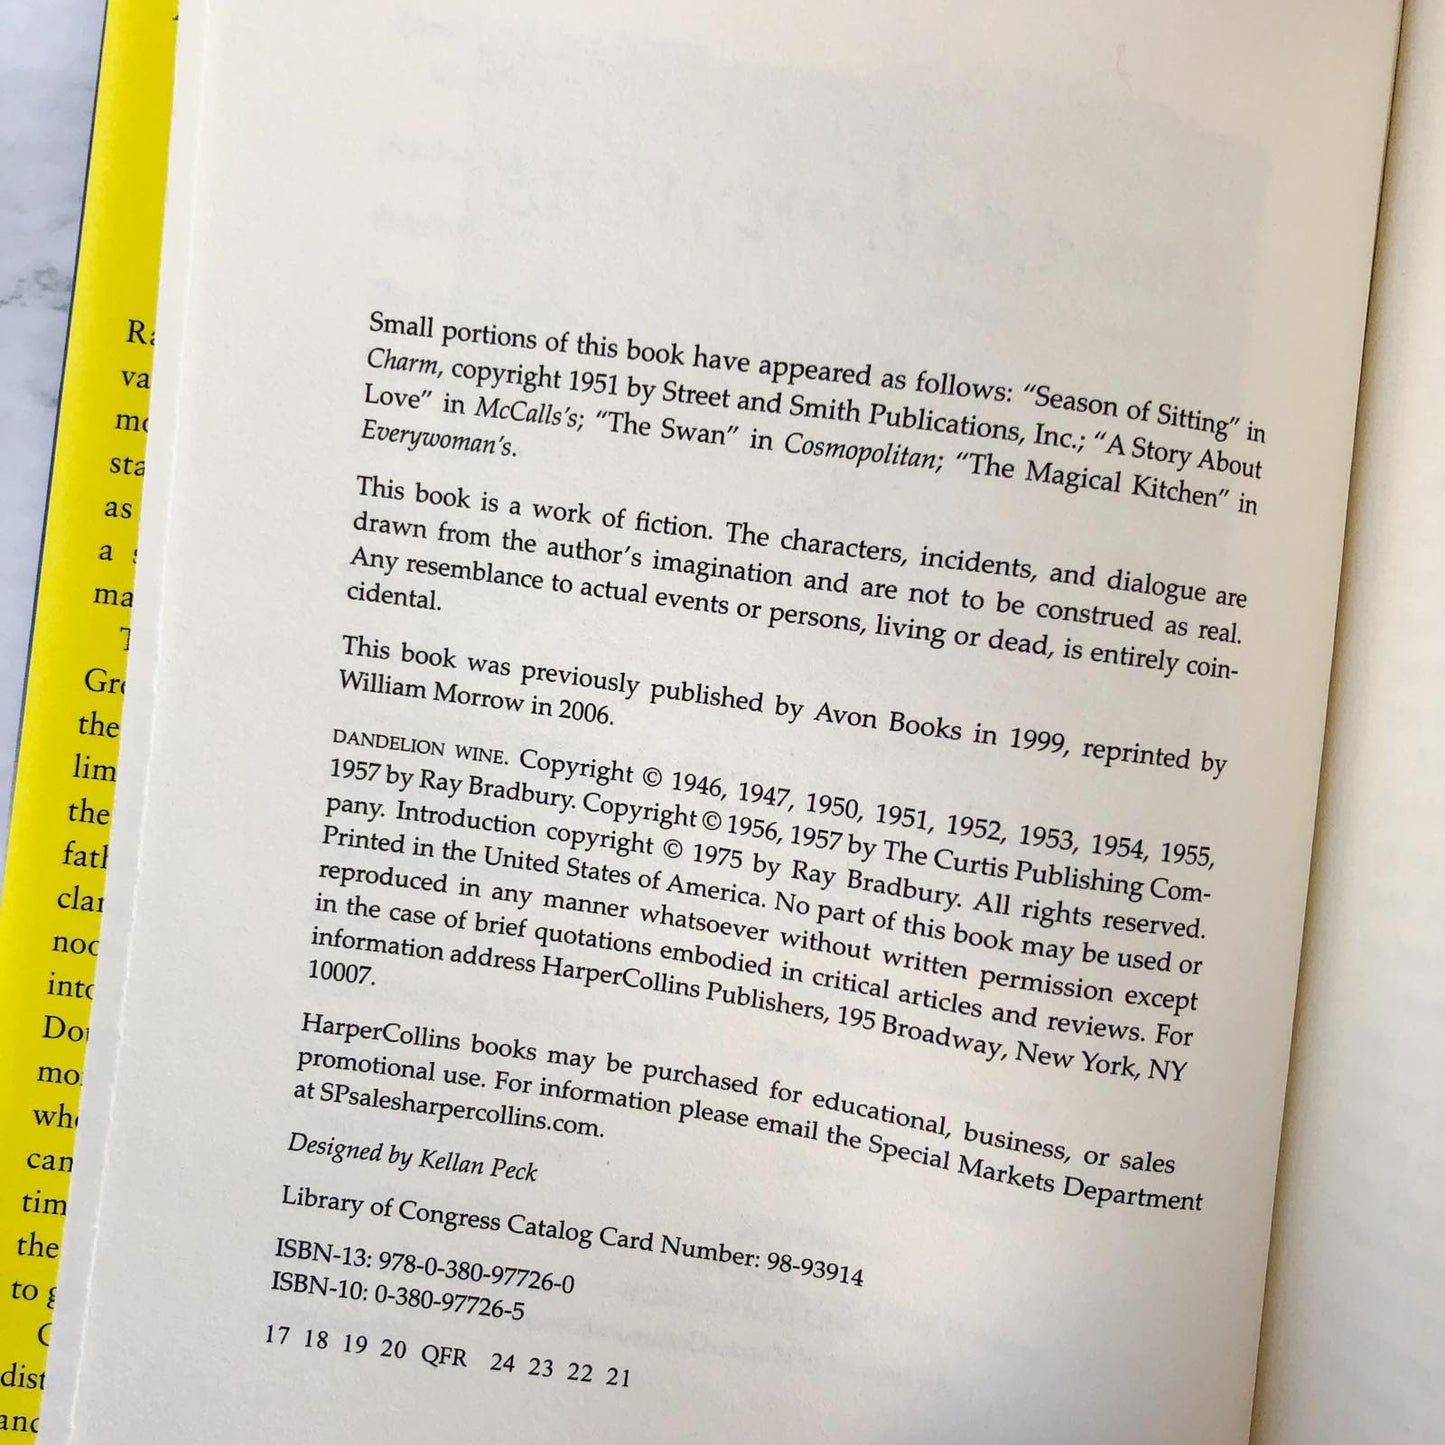 Small portions of this book have appeared as follows: “Season of Sitting” in
Charm, copyright 1951 by Street and Smith Publications, Inc.; “A Story About
Love” in McCalls’s; “The Swan” in Cosmopolitan; “The Magical Kitchen” in
Everywoman’s.
This book is a work of fiction. The characters, incidents, and dialogue are
drawn from the author’s imagination and are not to be construed as real.
Any resemblance to actual events or persons, living or dead, is entirely coin-
cidental.
This book was previously published by Avon Books in 1999, reprinted by
William Morrow in 2006.
DANDELION WINE. Copyright © 1946, 1947, 1950, 1951, 1952, 1953, 1954, 1955,
1957 by Ray Bradbury. Copyright © 1956, 1957 by The Curtis Publishing Com-
pany. Introduction copyright © 1975 by Ray Bradbury. All rights reserved.
Printed in the United States of America. No part of this book may be used or
reproduced in any manner whatsoever without written permission except
in the case of brief quotations embodied in critical articles and reviews. For
information address HarperCollins Publishers, 195 Broadway, New York, NY
10007.
HarperCollins books may be purchased for educational, business, or sales
promotional use. For information please email the Special Markets Department
at SPsalesharpercollins.com.
Designed by Kellan Peck
Library of Congress Catalog Card Number: 98-93914
ISBN-13: 978-0-380-97726-0
ISBN-10: 0-380-97726-5
17 18 19 20 QFR 24 23 22 21
as
a
the
the
the
can
the
to